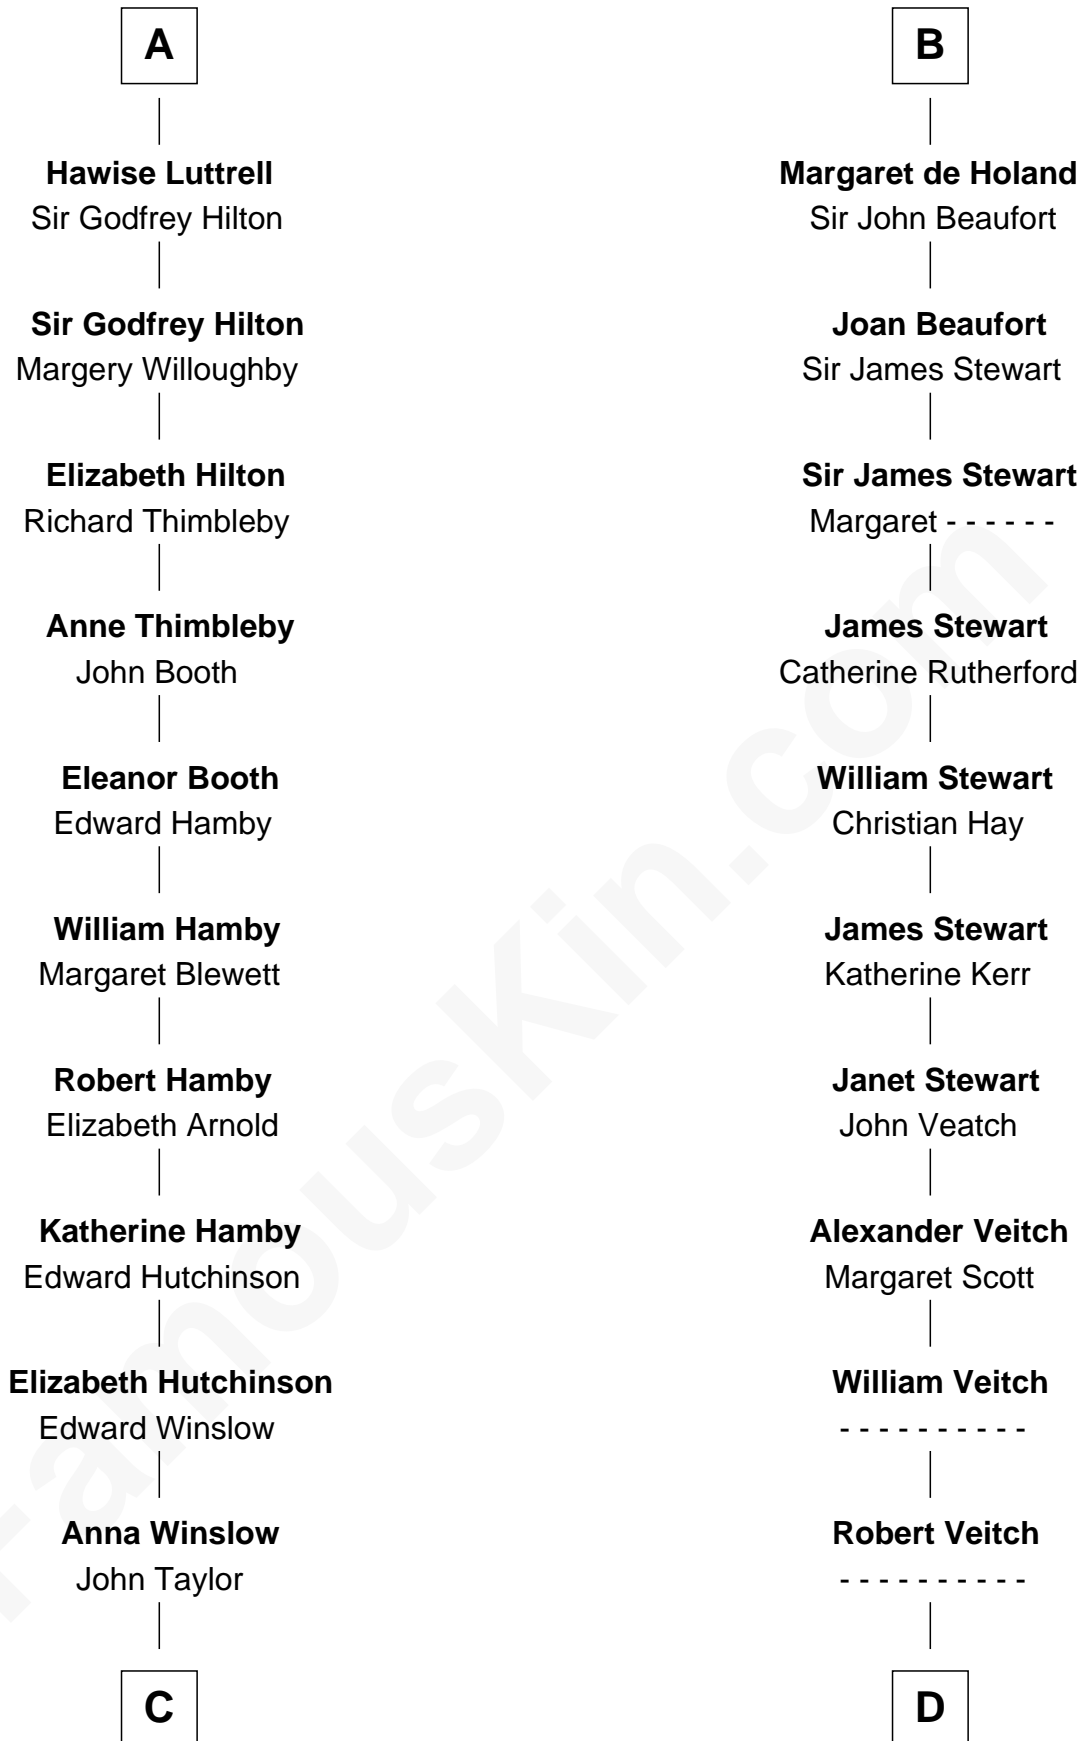 A
Hawise Luttrell
Sir Godfrey Hilton
Sir Godfrey Hilton
Margery Willoughby
Elizabeth Hilton
Richard Thimbleby
Anne Thimbleby
John Booth
Eleanor Booth
Edward Hamby
William Hamby
Margaret Blewett
Robert Hamby
Elizabeth Arnold
Katherine Hamby
Edward Hutchinson
Elizabeth Hutchinson
Edward Winslow
Anna Winslow
John Taylor
C
B
Margaret de Holand
Sir John Beaufort
Joan Beaufort
Sir James Stewart
Sir James Stewart
Margaret - - - - - -
James Stewart
Catherine Rutherford
William Stewart
Christian Hay
James Stewart
Katherine Kerr
Janet Stewart
John Veatch
Alexander Veitch
Margaret Scott
William Veitch
- - - - - - - - - -
Robert Veitch
- - - - - - - - - -
D
FamousKin.com